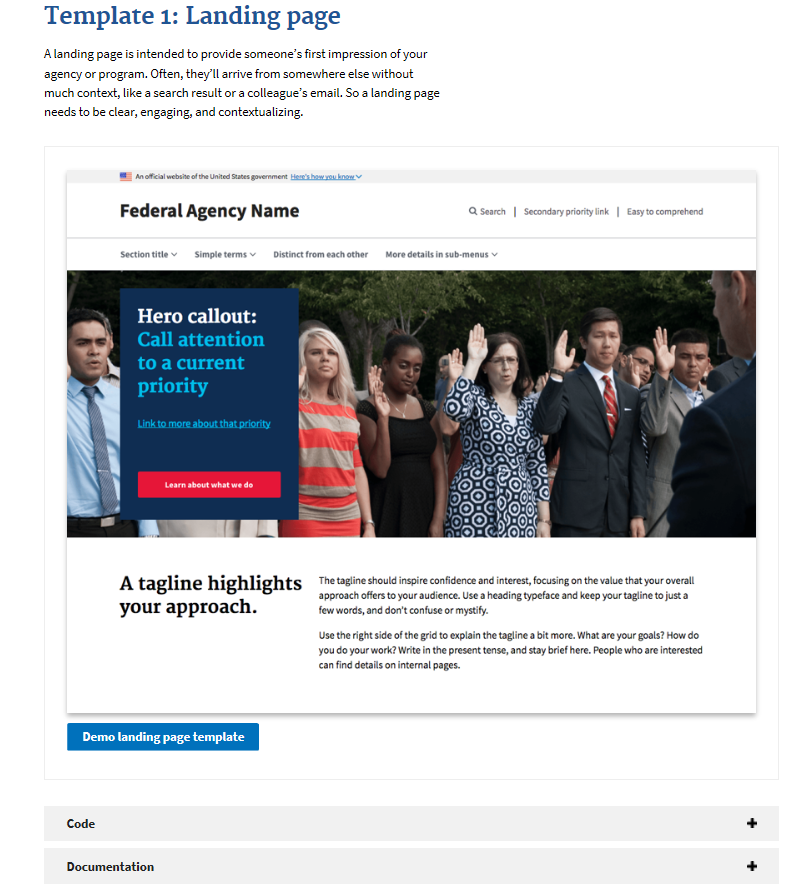 Template 1: Landing page
A landing page is intended to provide someone’s first impression of your
agency or program. Often, they’ll arrive from somewhere else without
much context, like a search result or a colleague’s email. So a landing page
needs to be clear, engaging, and contextualizing.
An official website of the United States government Here's how you know
Federal Agency Name
Search | Secondary priority link | Easy to comprehend
Section title Simple terms Distinct from each other More details in sub-menus
Hero callout:
Call attention
to a current
priority
Link to more about that priority
Learn about what we do
A tagline highlights
your approach.
The tagline should inspire confidence and interest, focusing on the value that your overall
approach offers to your audience. Use a heading typeface and keep your tagline to just a
few words, and don’t confuse or mystify.
Use the right side of the grid to explain the tagline a bit more. What are your goals? How do
you do your work? Write in the present tense, and stay brief here. People who are interested
can find details on internal pages.
Demo landing page template
Code
Documentation